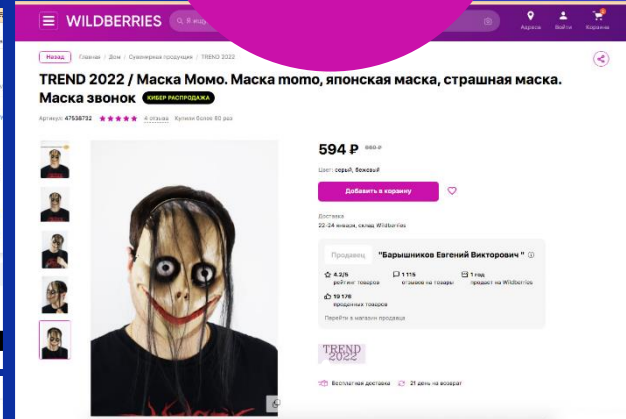 WILDBERRIES
Адреса
Войти
Корзина
Назад
Главная / Дом / Сувенирная продукция / TREND 2022
TREND 2022 / Маска Момо. Маска momo, японская маска, страшная маска.
Маска звонок КИБЕР РАСПРОДАЖА
Артикул: 47538732 4 отзыва Купили более 60 раз
594 ₽
Цвет: серый, бежевый
Добавить в корзину
Доставка
22-24 января, склад Wildberries
Продавец "Барышников Евгений Викторович"
4.2/5
рейтинг товаров
1 115
отзывов на товары
1 год
продает на Wildberries
19 178
проданных товаров
Перейти в магазин продавца
TREND
2022
Бесплатная доставка 21 день на возврат